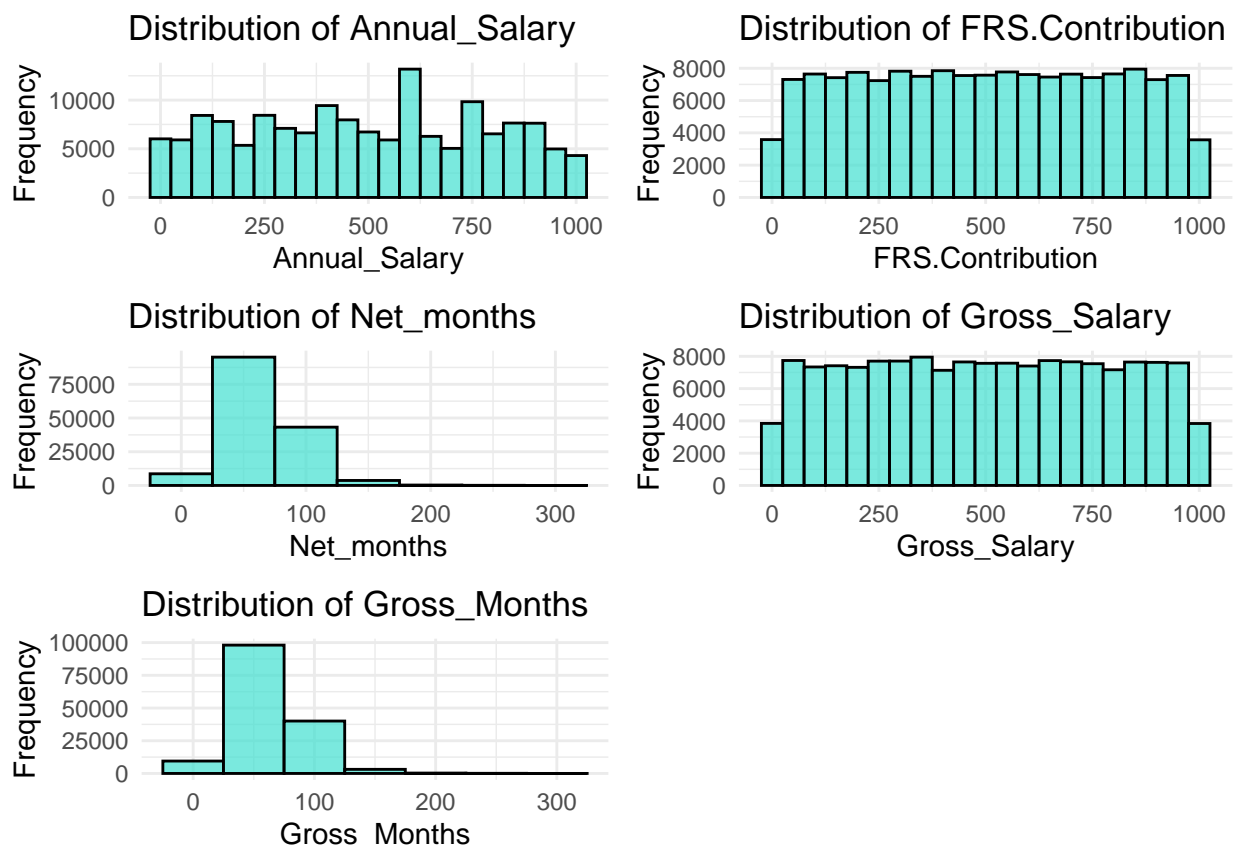 Distribution of Annual_Salary
Frequency
10000
5000
0
0 250 500 750 1000
Annual_Salary
Distribution of FRS.Contribution
Frequency
8000
6000
4000
2000
0
0 250 500 750 1000
FRS.Contribution
Distribution of Net_months
Frequency
75000
50000
25000
0
0 100 200 300
Net_months
Distribution of Gross_Salary
Frequency
8000
6000
4000
2000
0
0 250 500 750 1000
Gross_Salary
Distribution of Gross_Months
Frequency
100000
75000
50000
25000
0
0 100 200 300
Gross_Months